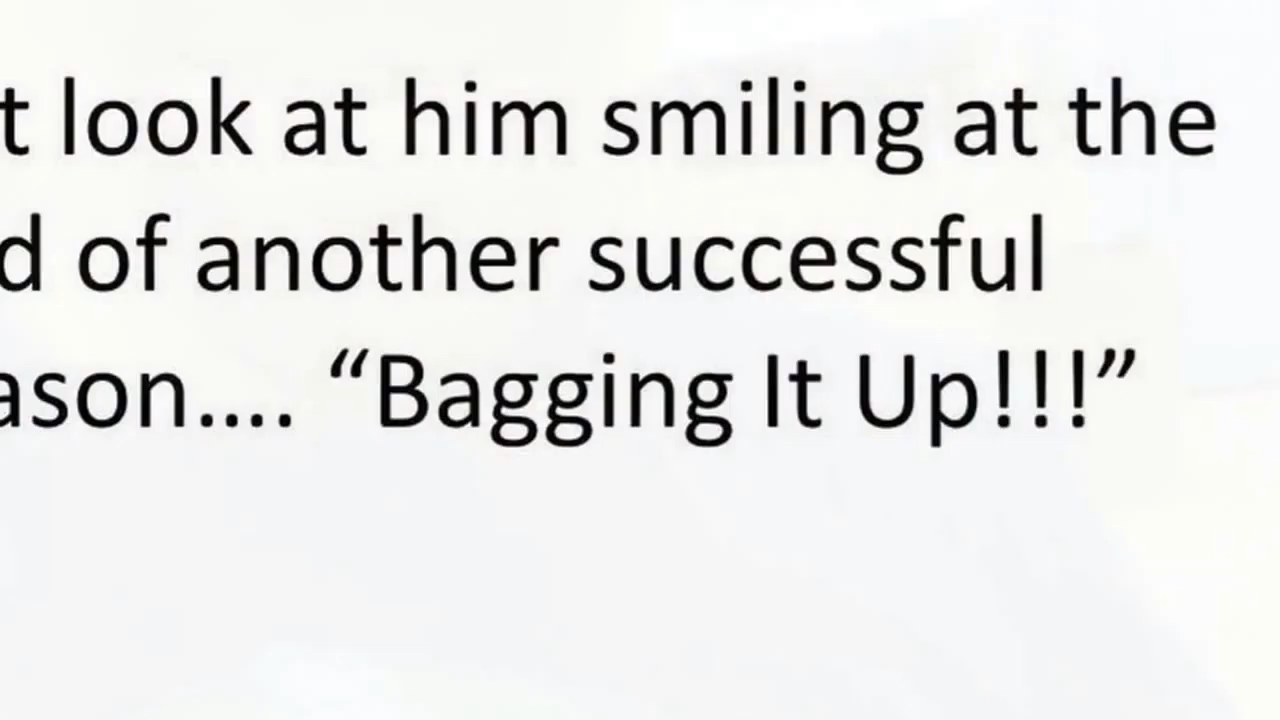 t look at him smiling at the
d of another successful
ason…. “Bagging It Up!!!”